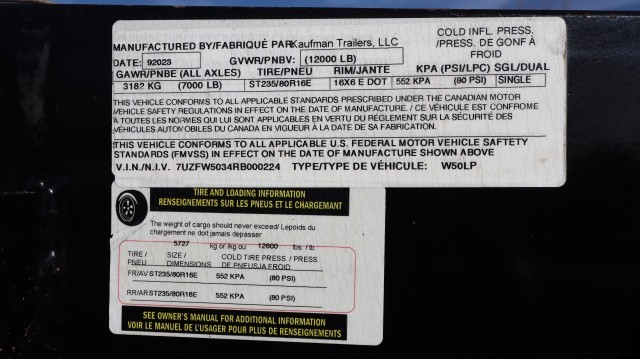 MANUFACTURED BY/FABRIQUÉ PAR Kaufman Trailers, LLC
COLD INFL. PRESS.
/PRESS. DE GONF À
FROID
DATE: 92023 GVWR/PNBV: (12000 LB)
GAWR/PNBE (ALL AXLES) TIRE/PNEU RIM/JANTE KPA (PSI/LPC) SGL/DUAL
3182 KG (7000 LB) ST235/80R16E 16X6 E DOT 552 KPA (80 PSI) SINGLE
THIS VEHICLE CONFORMS TO ALL APPLICABLE STANDARDS PRESCRIBED UNDER THE CANADIAN MOTOR
VEHICLE SAFETY REGULATIONS IN EFFECT ON THE DATE OF MANUFACTURE. / CE VÉHICULE EST CONFROME
À TOUTES LES NORMES QUI LUI SONT APPLICABLES EN VERTU DU RÉGLEMENT SUR LA SÉCURITÉ DES
VÉHICULES AUTOMOBILES DU CANADA EN VIGUEUR À LA DATE DE SA FABRICATION.
THIS VEHICLE CONFORMS TO ALL APPLICABLE U.S. FEDERAL MOTOR VEHICLE SAFTETY
STANDARDS (FMVSS) IN EFFECT ON THE DATE OF MANUFACTURE SHOWN ABOVE
V.I.N./N.I.V. 7UZFW5034RB000224 TYPE/TYPE DE VÉHICULE: W50LP
TIRE AND LOADING INFORMATION
RENSEIGNEMENTS SUR LES PNEUS ET LE CHARGEMANT
The weight of cargo should never exceed/ Lepoids du
chargement ne doit jamais depasser
5727 kg or /kg ou 12600 lbs. / lb.
TIRE / SIZE / COLD TIRE PRESS. / PRESS.
PNEU DIMENSIONS DE PNEUSJA FROID
FR/AV ST235/80R16E 552 KPA (80 PSI)
RR/AR ST235/80R16E 552 KPA (80 PSI)
SEE OWNER'S MANUAL FOR ADDITIONAL INFORMATION
VOIR LE MANUEL DE L'USAGER POUR PLUS DE RENSEIGNEMENTS